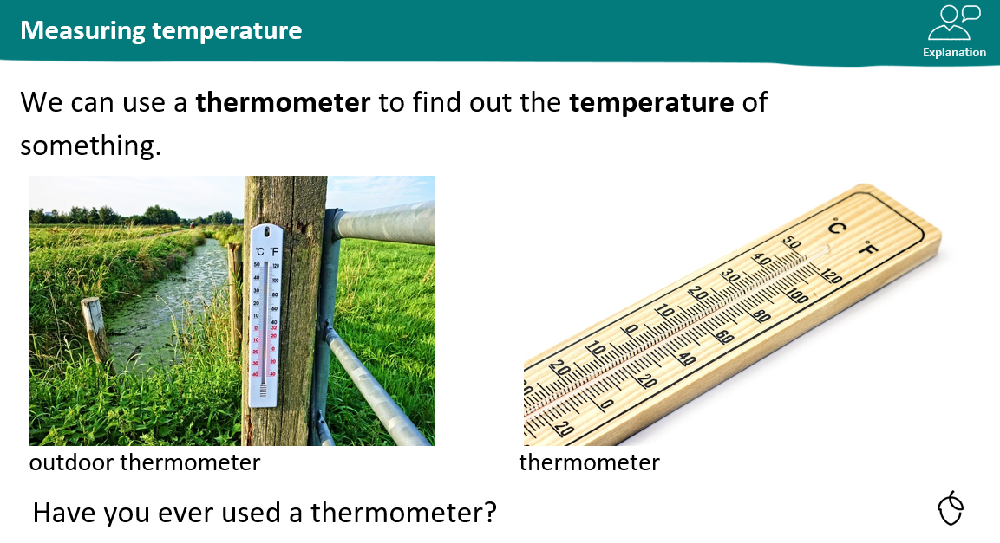 Measuring temperature
Explanation
We can use a thermometer to find out the temperature of
something.
°C °F
50 120
40 100
30 80
20 60
10 40
0 32
10 20
20 0
30 20
40 40
°C
°F
50
40
30
20
10
0
10
20
120
100
80
60
40
20
0
20
outdoor thermometer
thermometer
Have you ever used a thermometer?